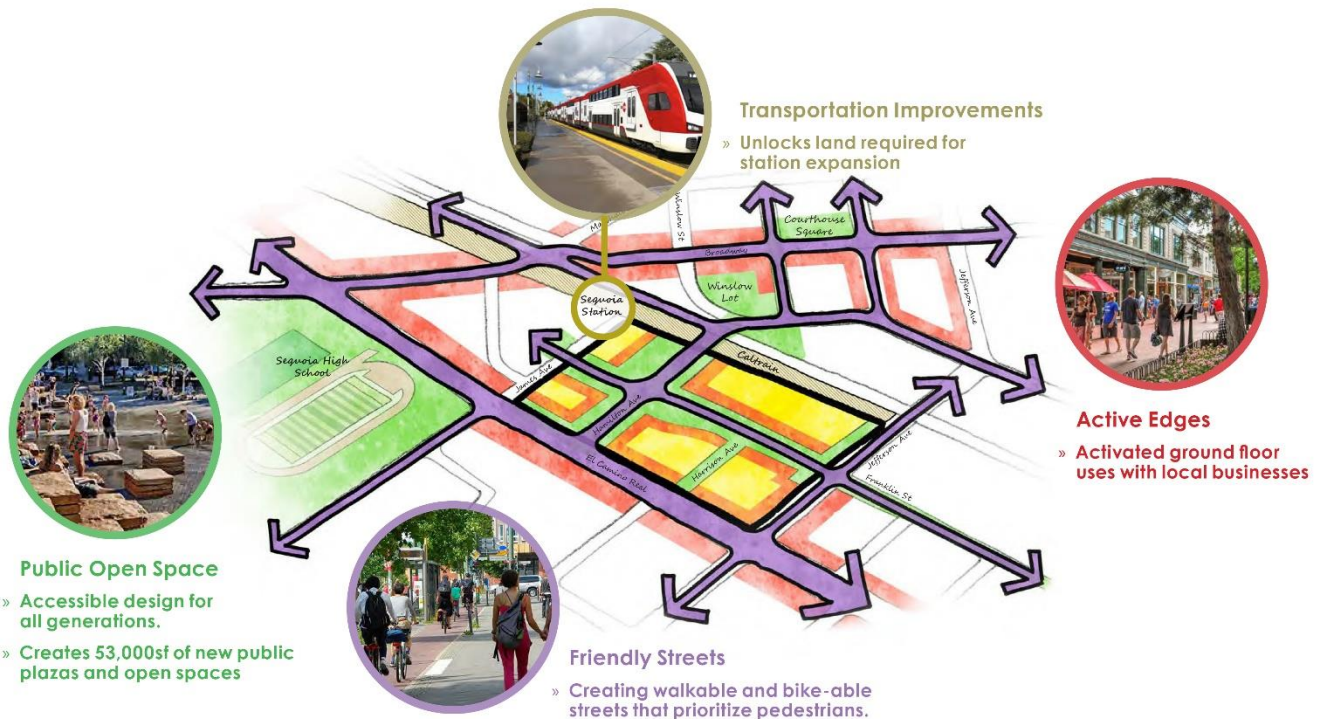 Transportation Improvements
» Unlocks land required for
station expansion
Winslow St
Courthouse
Square
Broadway
Jefferson Ave
Winslow
Lot
Sequoia
Station
Sequoia High
School
James Ave
Caltrain
Hamilton Ave
Harrison Ave
El Camino Real
Jefferson Ave
Franklin St
Active Edges
» Activated ground floor
uses with local businesses
Public Open Space
» Accessible design for
all generations.
» Creates 53,000sf of new public
plazas and open spaces
Friendly Streets
» Creating walkable and bike-able
streets that prioritize pedestrians.